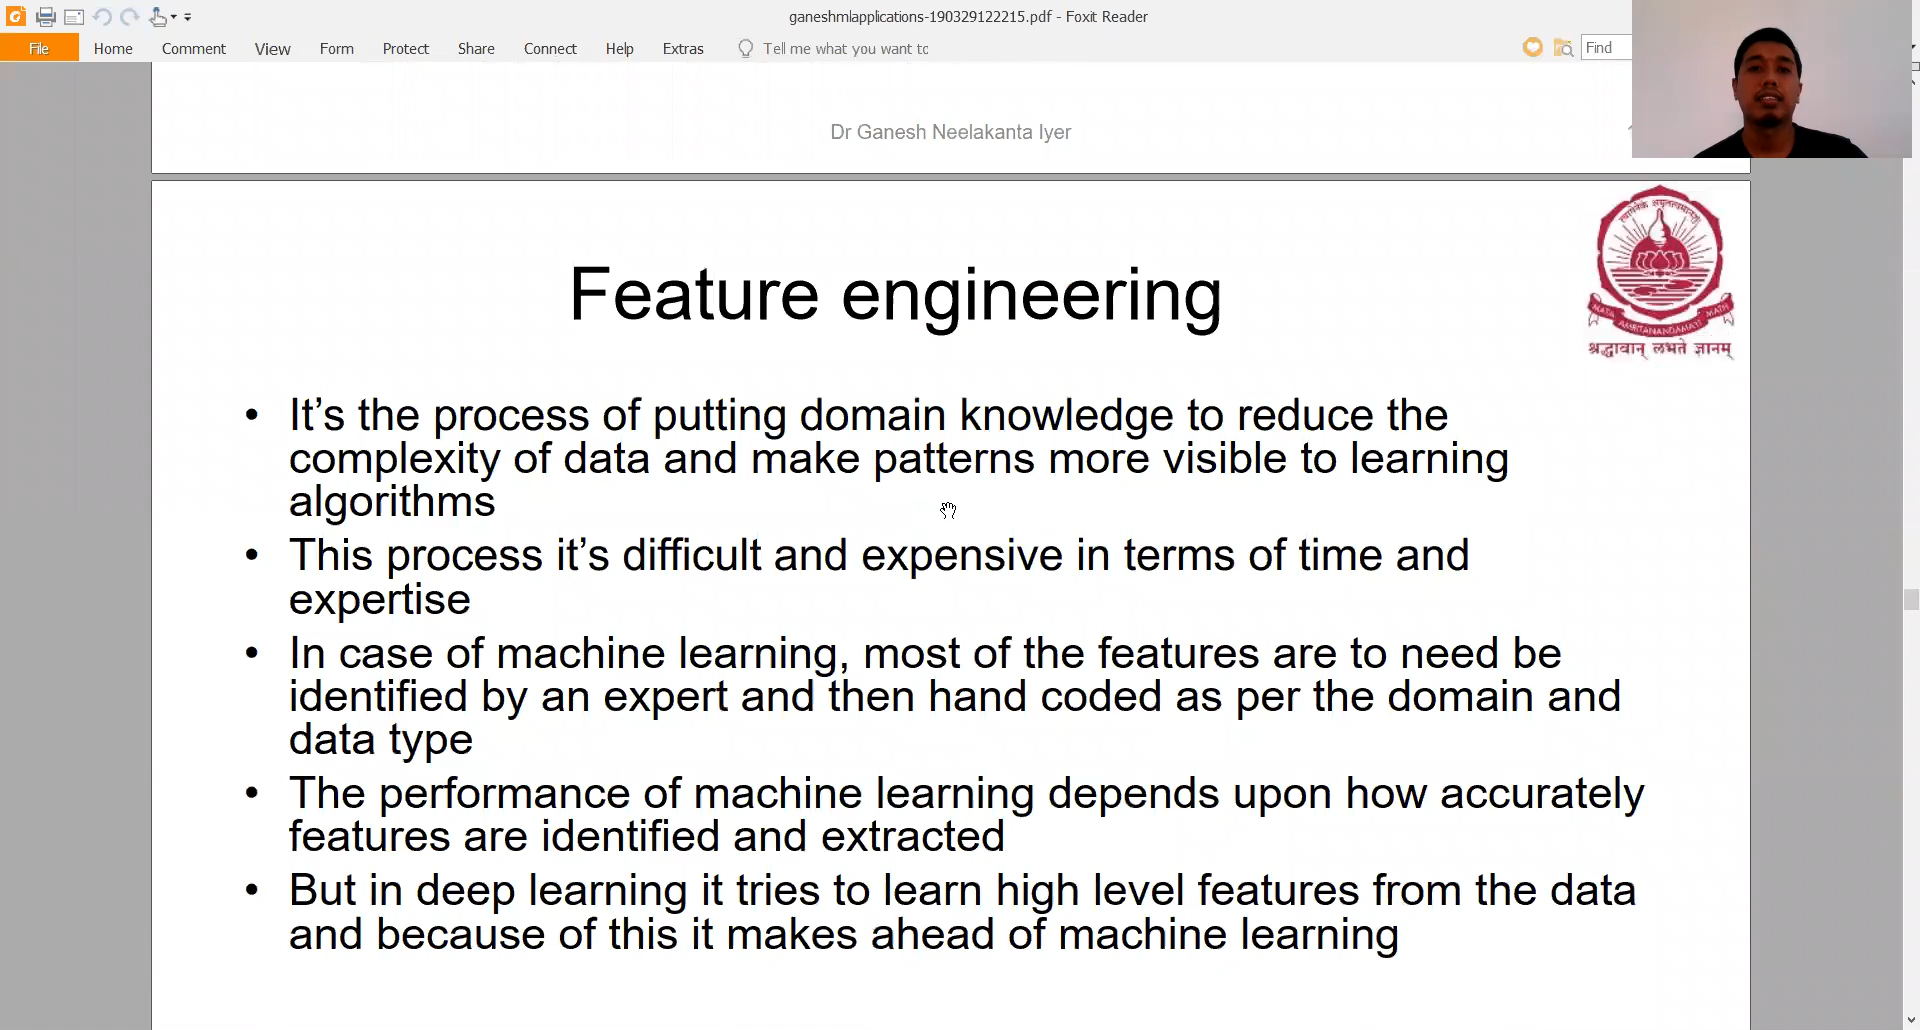 ganeshmlapplications-190329122215.pdf - Foxit Reader
File Home Comment View Form Protect Share Connect Help Extras Tell me what you want to Find
Dr Ganesh Neelakanta Iyer
Feature engineering
MATA AMRITANANDAMAYI MATH
श्रद्धावान् लभते ज्ञानम्
• It’s the process of putting domain knowledge to reduce the
complexity of data and make patterns more visible to learning
algorithms
• This process it’s difficult and expensive in terms of time and
expertise
• In case of machine learning, most of the features are to need be
identified by an expert and then hand coded as per the domain and
data type
• The performance of machine learning depends upon how accurately
features are identified and extracted
• But in deep learning it tries to learn high level features from the data
and because of this it makes ahead of machine learning